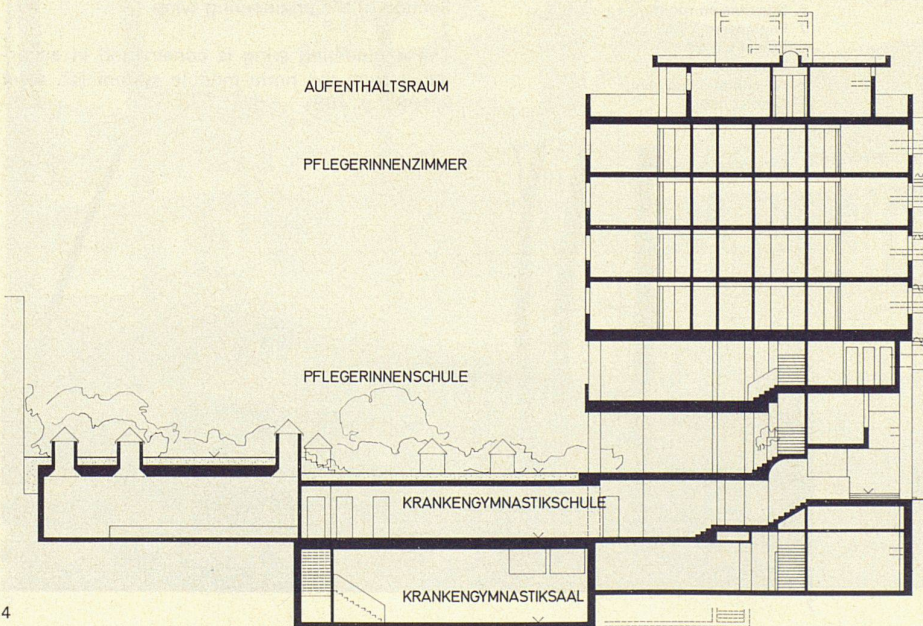 AUFENTHALTSRAUM
PFLEGERINNENZIMMER
PFLEGERINNENSCHULE
KRANKENGYMNASTIKSCHULE
KRANKENGYMNASTIKSAAL
4